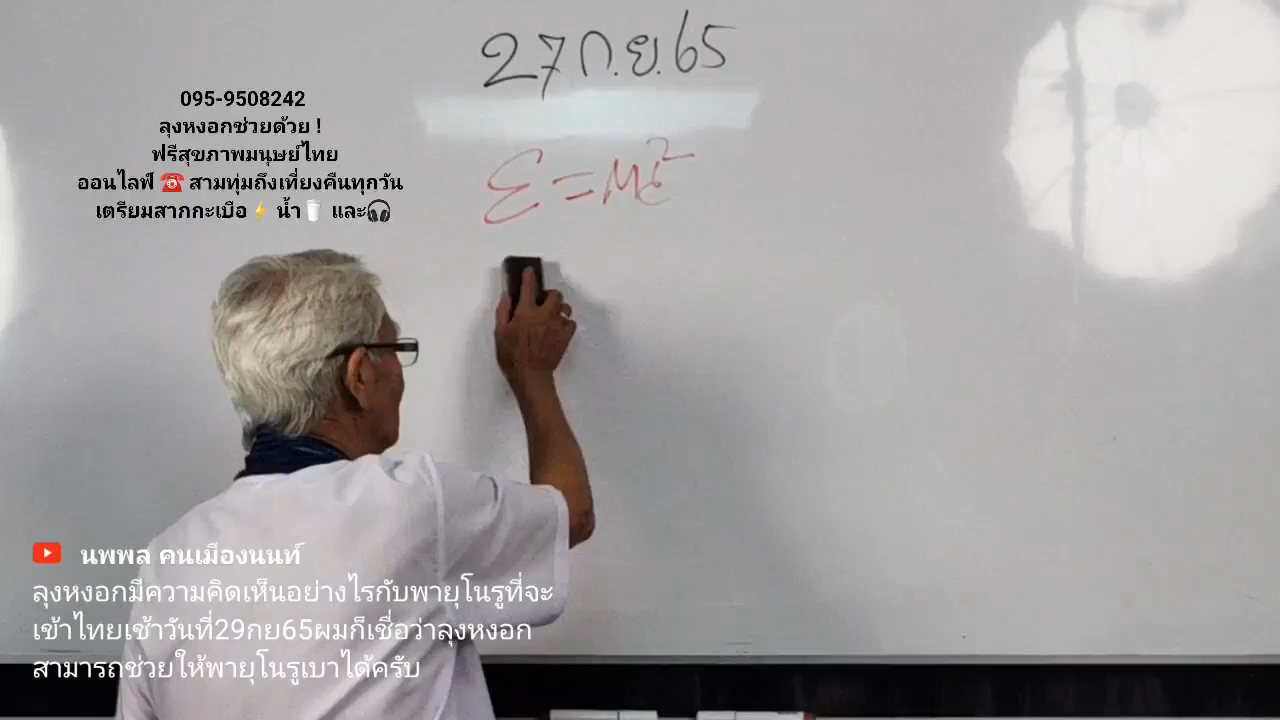 27 ก.ย. 65
ε = mc²
095-9508242
ลุงหงอกช่วยด้วย !
ฟรีสุขภาพมนุษย์ไทย
ออนไลฟ์ ☎️ สามทุ่มถึงเที่ยงคืนทุกวัน
เตรียมสากกะเบือ⚡ น้ำ🥛 และ🎧
นพพล คนเมืองนนท์
ลุงหงอกมีความคิดเห็นอย่างไรกับพายุโนรูที่จะ
เข้าไทยเช้าวันที่29กย65ผมก็เชื่อว่าลุงหงอก
สามารถช่วยให้พายุโนรูเบาได้ครับ